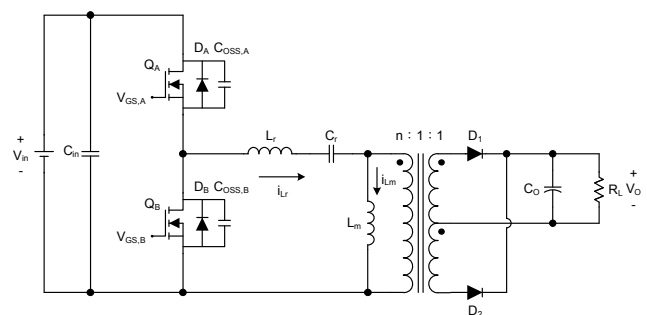 D_A C_OSS,A
Q_A
V_GS,A
L_r
C_r
n : 1 : 1
D_1
+
V_in
-
C_in
i_Lr
i_Lm
L_m
D_B C_OSS,B
Q_B
V_GS,B
C_O
R_L
+
V_O
-
D_2